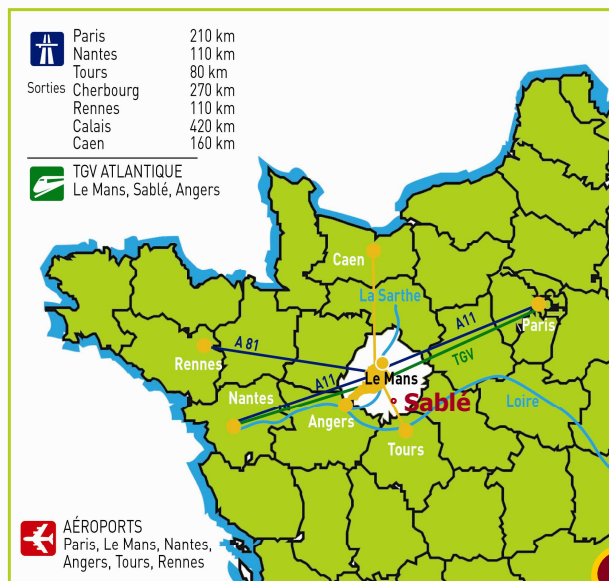 Paris 210 km
Nantes 110 km
Tours 80 km
Sorties Cherbourg 270 km
Rennes 110 km
Calais 420 km
Caen 160 km
TGV ATLANTIQUE
Le Mans, Sablé, Angers
Caen
La Sarthe
A11
Paris
A 81
TGV
Rennes
A11
Le Mans
Nantes
Sablé
Loire
Angers
Tours
AÉROPORTS
Paris, Le Mans, Nantes,
Angers, Tours, Rennes